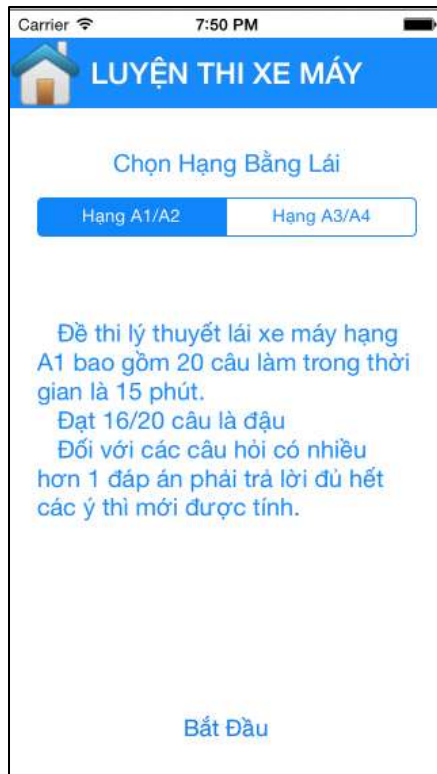 Carrier 7:50 PM
LUYỆN THI XE MÁY
Chọn Hạng Bằng Lái
Hạng A1/A2 Hạng A3/A4
Đề thi lý thuyết lái xe máy hạng
A1 bao gồm 20 câu làm trong thời
gian là 15 phút.
Đạt 16/20 câu là đậu
Đối với các câu hỏi có nhiều
hơn 1 đáp án phải trả lời đủ hết
các ý thì mới được tính.
Bắt Đầu